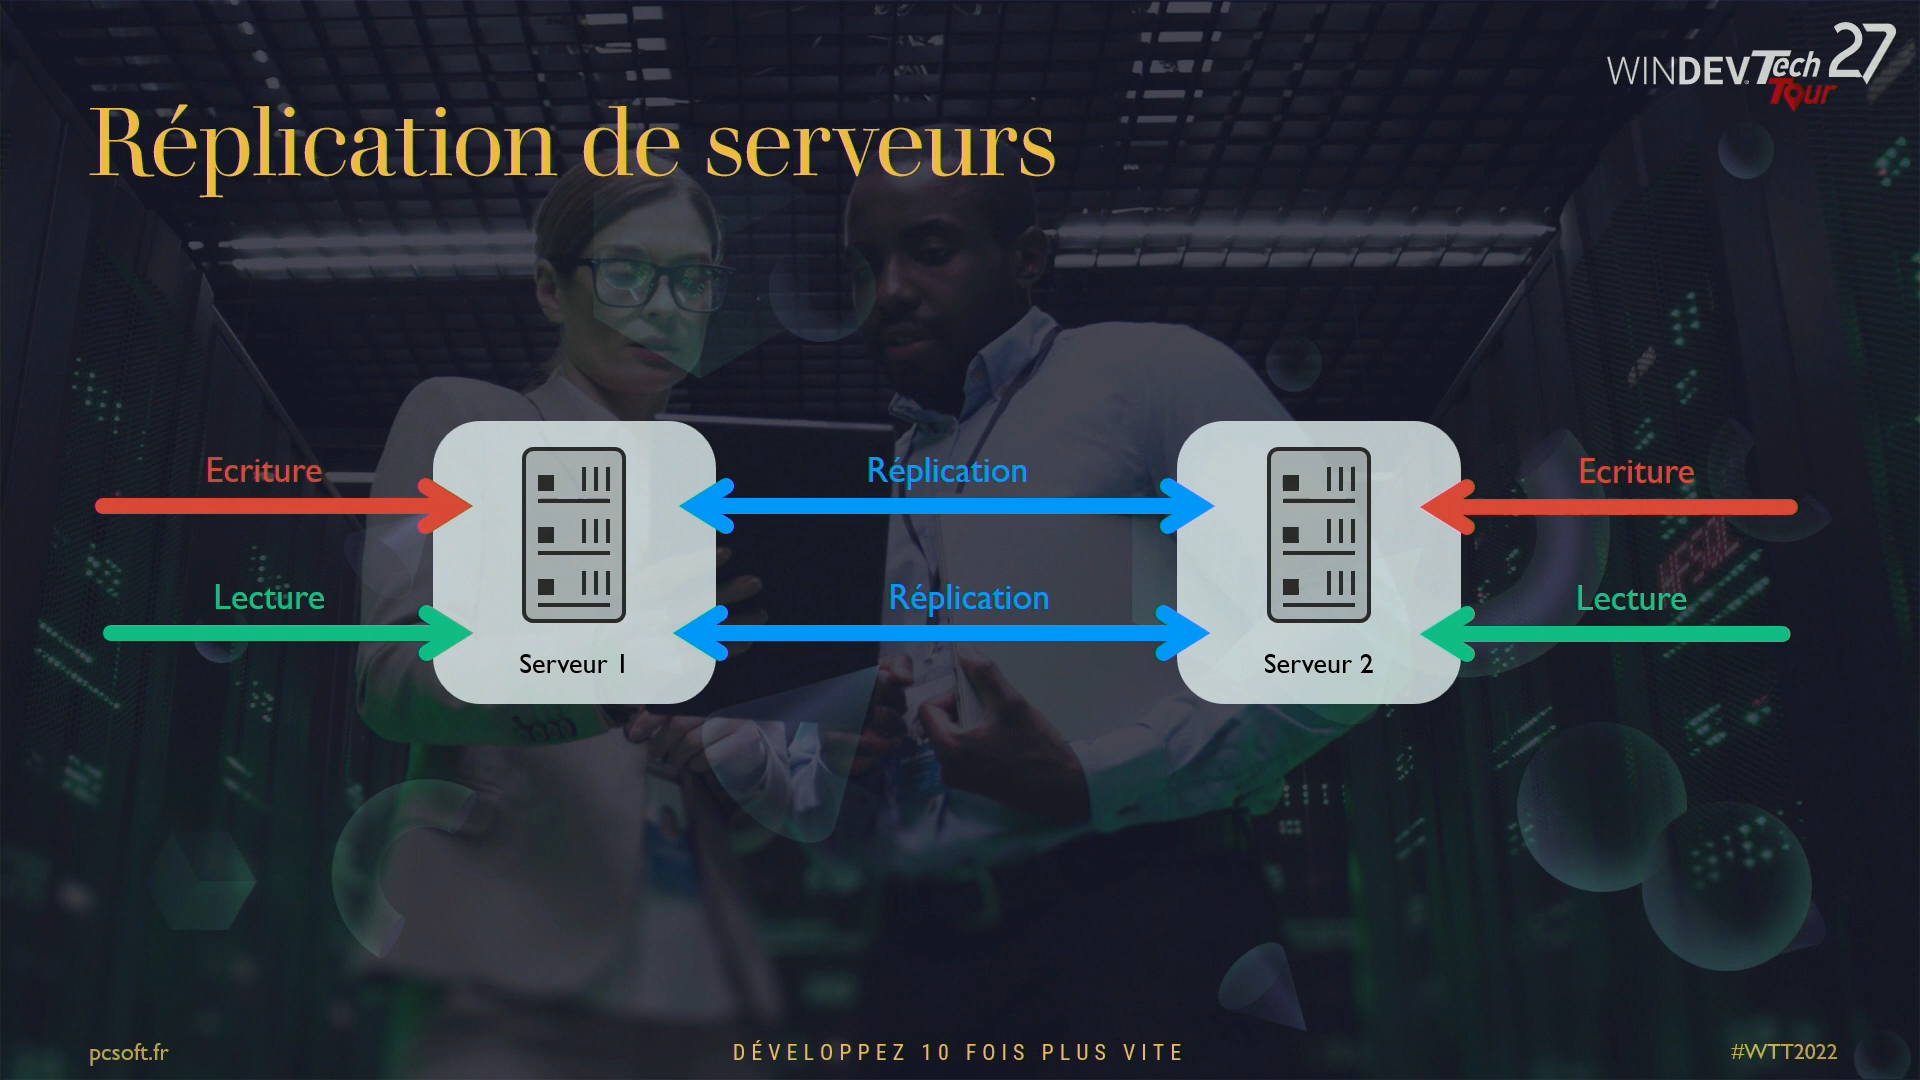 WINDEV Tech 27
Tour
Réplication de serveurs
Ecriture
Réplication
Ecriture
Lecture
Réplication
Lecture
Serveur 1
Serveur 2
pcsoft.fr
DÉVELOPPEZ 10 FOIS PLUS VITE
#WTT2022